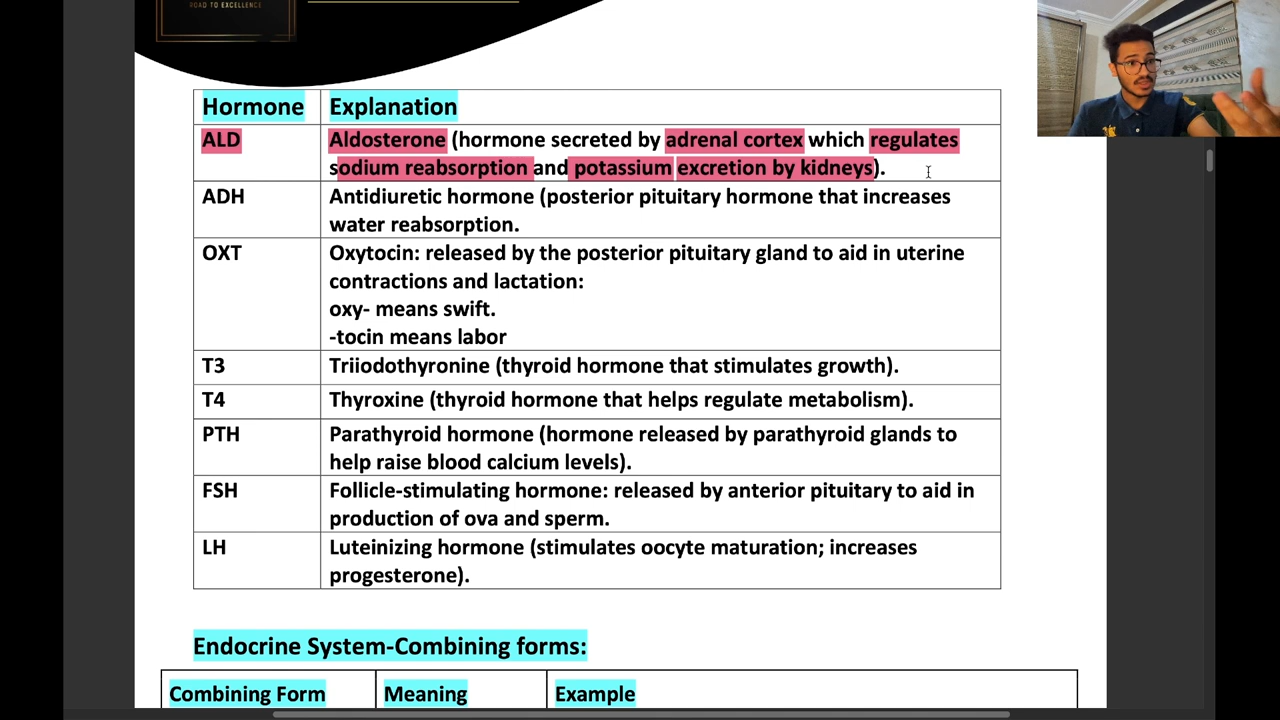 ROAD TO EXCELLENCE
Hormone Explanation
ALD Aldosterone (hormone secreted by adrenal cortex which regulates
sodium reabsorption and potassium excretion by kidneys).
ADH Antidiuretic hormone (posterior pituitary hormone that increases
water reabsorption.
OXT Oxytocin: released by the posterior pituitary gland to aid in uterine
contractions and lactation:
oxy- means swift.
-tocin means labor
T3 Triiodothyronine (thyroid hormone that stimulates growth).
T4 Thyroxine (thyroid hormone that helps regulate metabolism).
PTH Parathyroid hormone (hormone released by parathyroid glands to
help raise blood calcium levels).
FSH Follicle-stimulating hormone: released by anterior pituitary to aid in
production of ova and sperm.
LH Luteinizing hormone (stimulates oocyte maturation; increases
progesterone).
Endocrine System-Combining forms:
Combining Form Meaning Example